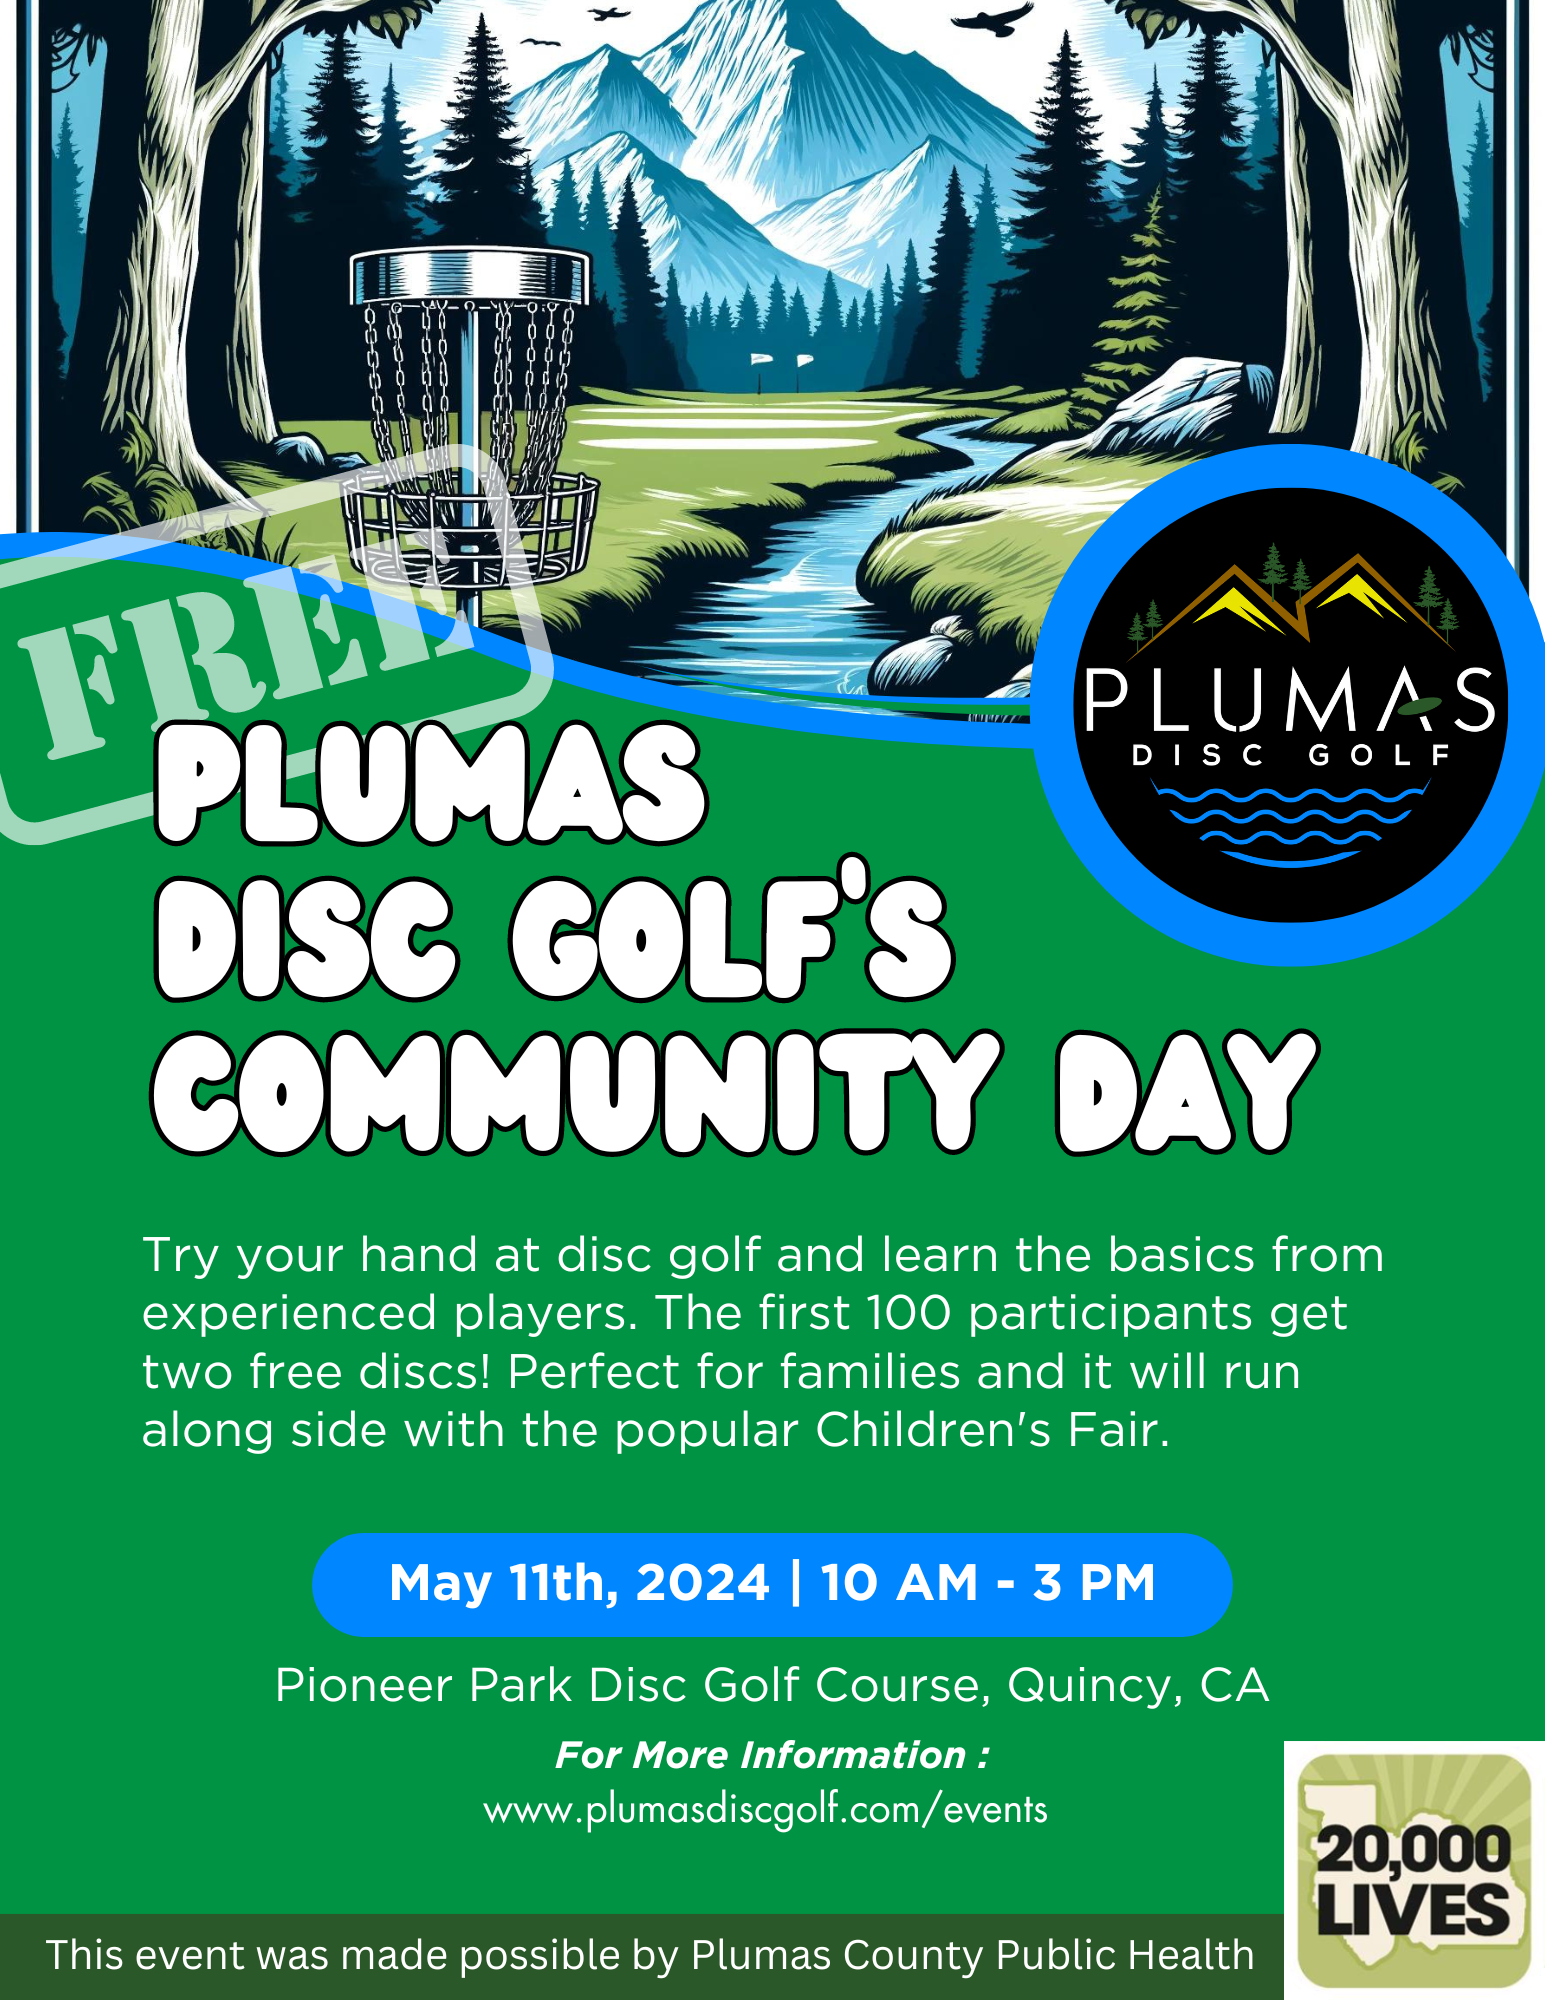 FREE
PLUMAS
DISC GOLF
PLUMAS
DISC GOLF'S
COMMUNITY DAY
Try your hand at disc golf and learn the basics from
experienced players. The first 100 participants get
two free discs! Perfect for families and it will run
along side with the popular Children's Fair.
May 11th, 2024 | 10 AM - 3 PM
Pioneer Park Disc Golf Course, Quincy, CA
For More Information :
www.plumasdiscgolf.com/events
20,000
LIVES
This event was made possible by Plumas County Public Health